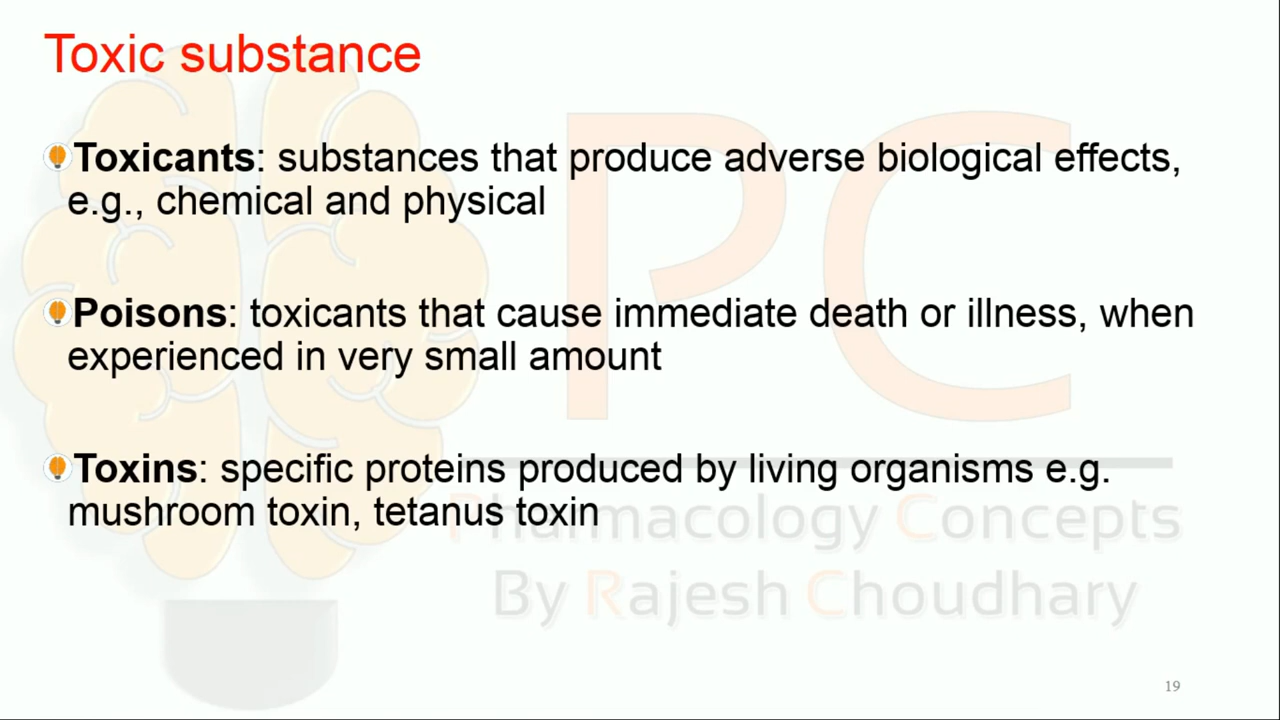 Toxic substance
Toxicants: substances that produce adverse biological effects,
e.g., chemical and physical
Poisons: toxicants that cause immediate death or illness, when
experienced in very small amount
Toxins: specific proteins produced by living organisms e.g.
mushroom toxin, tetanus toxin
PC
Pharmacology Concepts
By Rajesh Choudhary
19